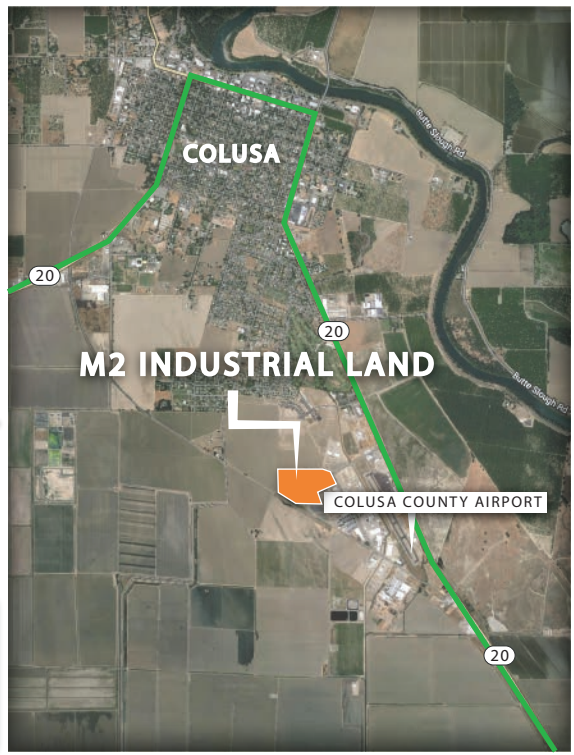 Butte Slough Rd
COLUSA
20
20
M2 INDUSTRIAL LAND
Butte Slough Rd
COLUSA COUNTY AIRPORT
20